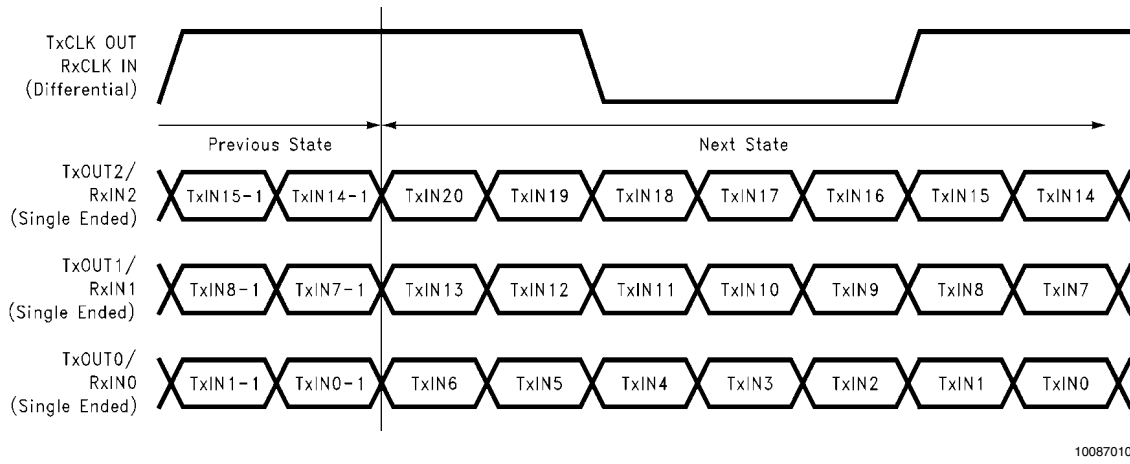 TxCLK OUT
RxCLK IN
(Differential)
Previous State
Next State
TxOUT2/
RxIN2
(Single Ended)
TxIN15-1 TxIN14-1 TxIN20 TxIN19 TxIN18 TxIN17 TxIN16 TxIN15 TxIN14
TxOUT1/
RxIN1
(Single Ended)
TxIN8-1 TxIN7-1 TxIN13 TxIN12 TxIN11 TxIN10 TxIN9 TxIN8 TxIN7
TxOUT0/
RxIN0
(Single Ended)
TxIN1-1 TxIN0-1 TxIN6 TxIN5 TxIN4 TxIN3 TxIN2 TxIN1 TxIN0
10087010